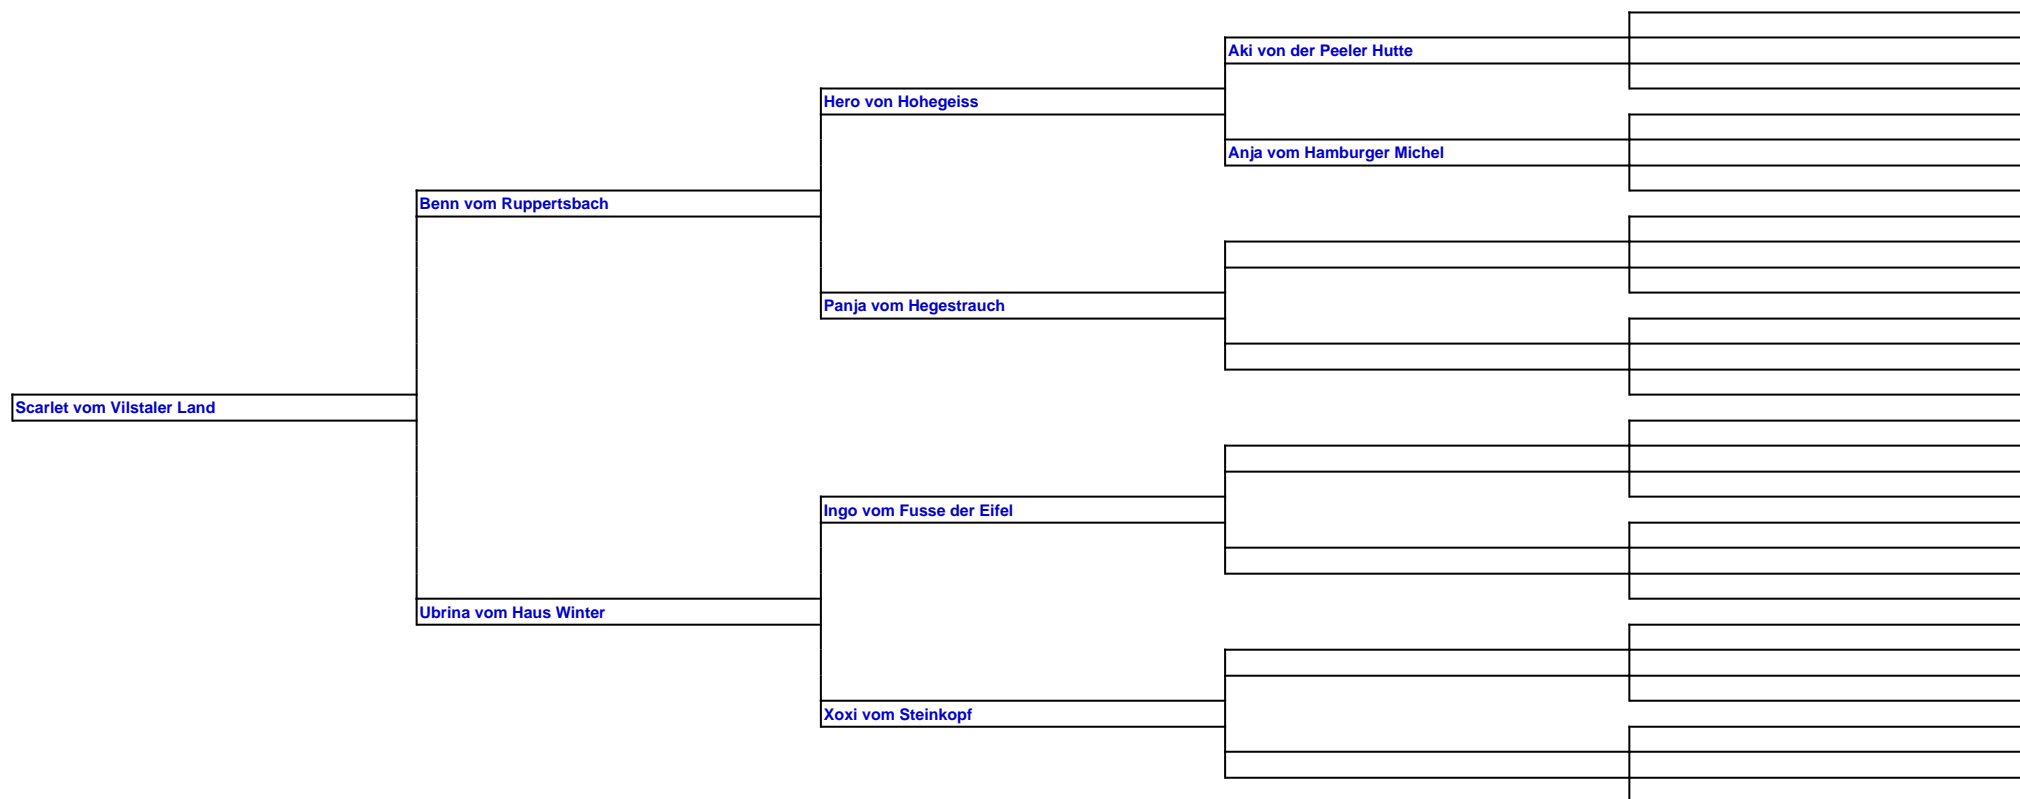 Aki von der Peeler Hutte
Hero von Hohegeiss
Anja vom Hamburger Michel
Benn vom Ruppertsbach
Panja vom Hegestrauch
Scarlet vom Vilstaler Land
Ingo vom Fusse der Eifel
Ubrina vom Haus Winter
Xoxi vom Steinkopf